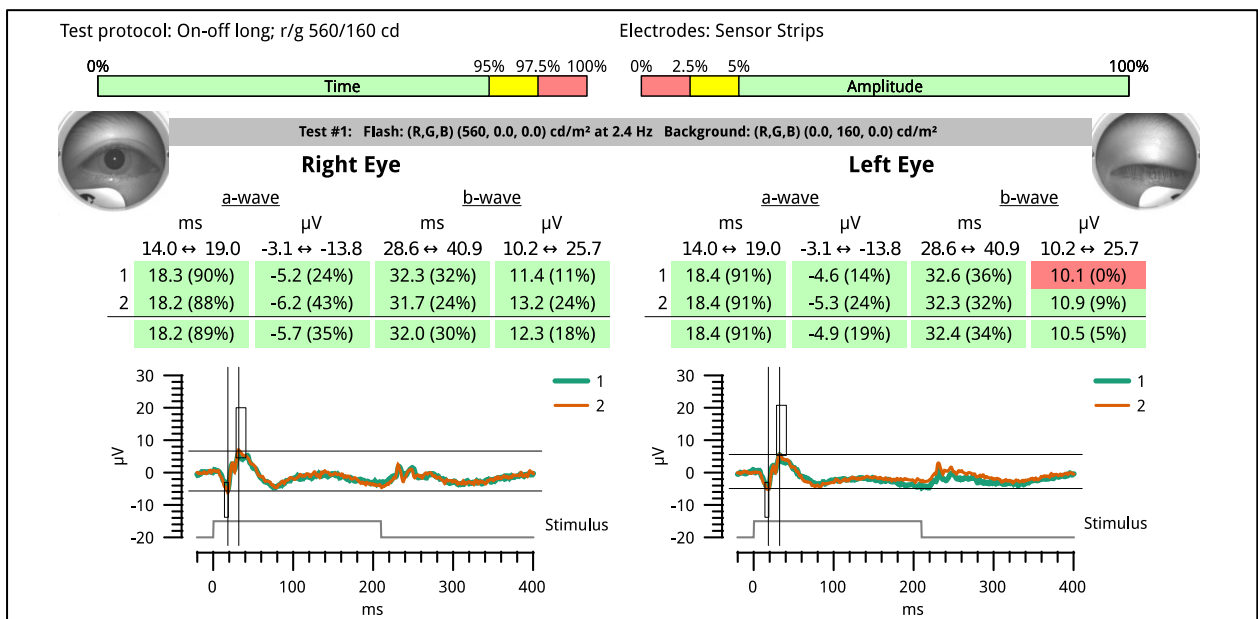 Test protocol: On-off long; r/g 560/160 cd Electrodes: Sensor Strips
0% 95% 97.5% 100% 0% 2.5% 5% 100%
Time Amplitude
Test #1: Flash: (R,G,B) (560, 0.0, 0.0) cd/m² at 2.4 Hz Background: (R,G,B) (0.0, 160, 0.0) cd/m²
Right Eye Left Eye
a-wave b-wave a-wave b-wave
ms µV ms µV ms µV ms µV
14.0 ↔ 19.0 -3.1 ↔ -13.8 28.6 ↔ 40.9 10.2 ↔ 25.7 14.0 ↔ 19.0 -3.1 ↔ -13.8 28.6 ↔ 40.9 10.2 ↔ 25.7
1 18.3 (90%) -5.2 (24%) 32.3 (32%) 11.4 (11%) 1 18.4 (91%) -4.6 (14%) 32.6 (36%) 10.1 (0%)
2 18.2 (88%) -6.2 (43%) 31.7 (24%) 13.2 (24%) 2 18.4 (91%) -5.3 (24%) 32.3 (32%) 10.9 (9%)
18.2 (89%) -5.7 (35%) 32.0 (30%) 12.3 (18%) 18.4 (91%) -4.9 (19%) 32.4 (34%) 10.5 (5%)
30 1 30 1
20 2 20 2
10 10
µV 0 µV 0
-10 -10
Stimulus Stimulus
-20 -20
0 100 200 300 400 0 100 200 300 400
ms ms